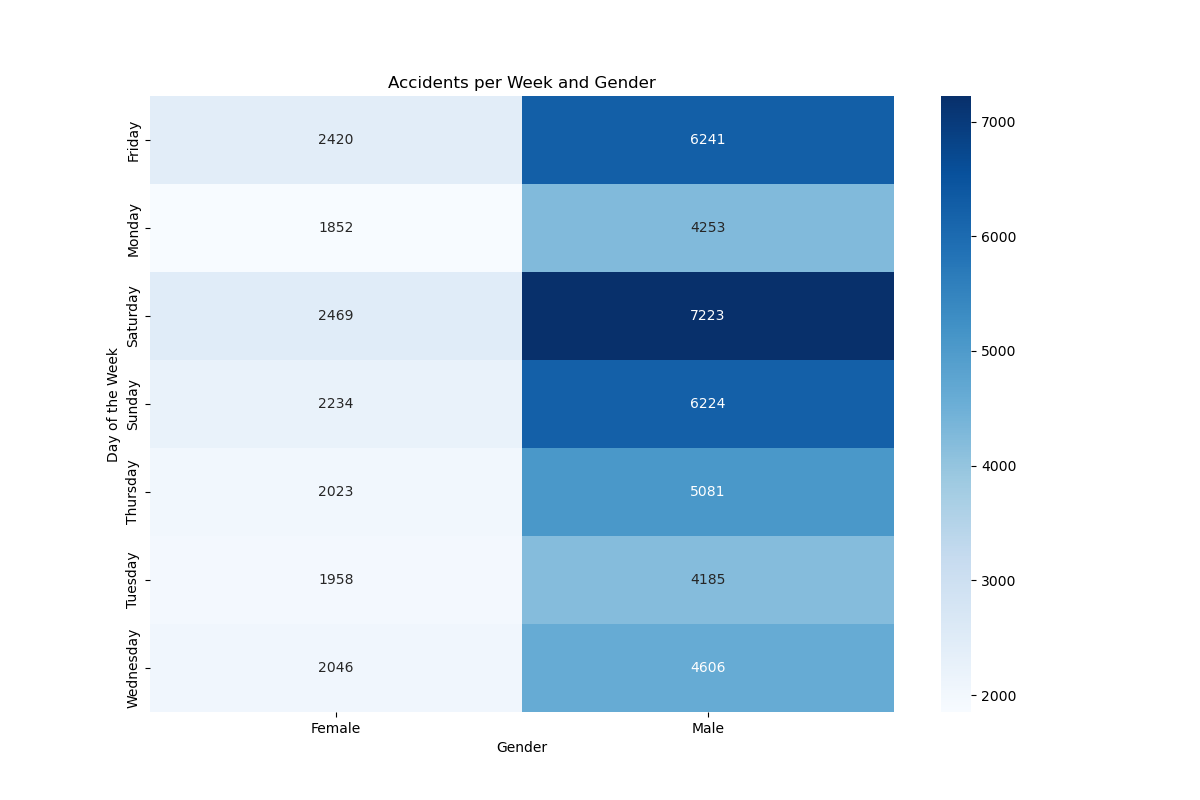 Accidents per Week and Gender
Day of the Week
Friday 2420 6241
Monday 1852 4253
Saturday 2469 7223
Sunday 2234 6224
Thursday 2023 5081
Tuesday 1958 4185
Wednesday 2046 4606
Female Male
Gender
7000
6000
5000
4000
3000
2000